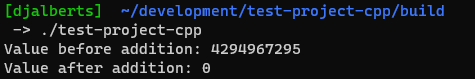 [djalberts] ~/development/test-project-cpp/build
-> ./test-project-cpp
Value before addition: 4294967295
Value after addition: 0